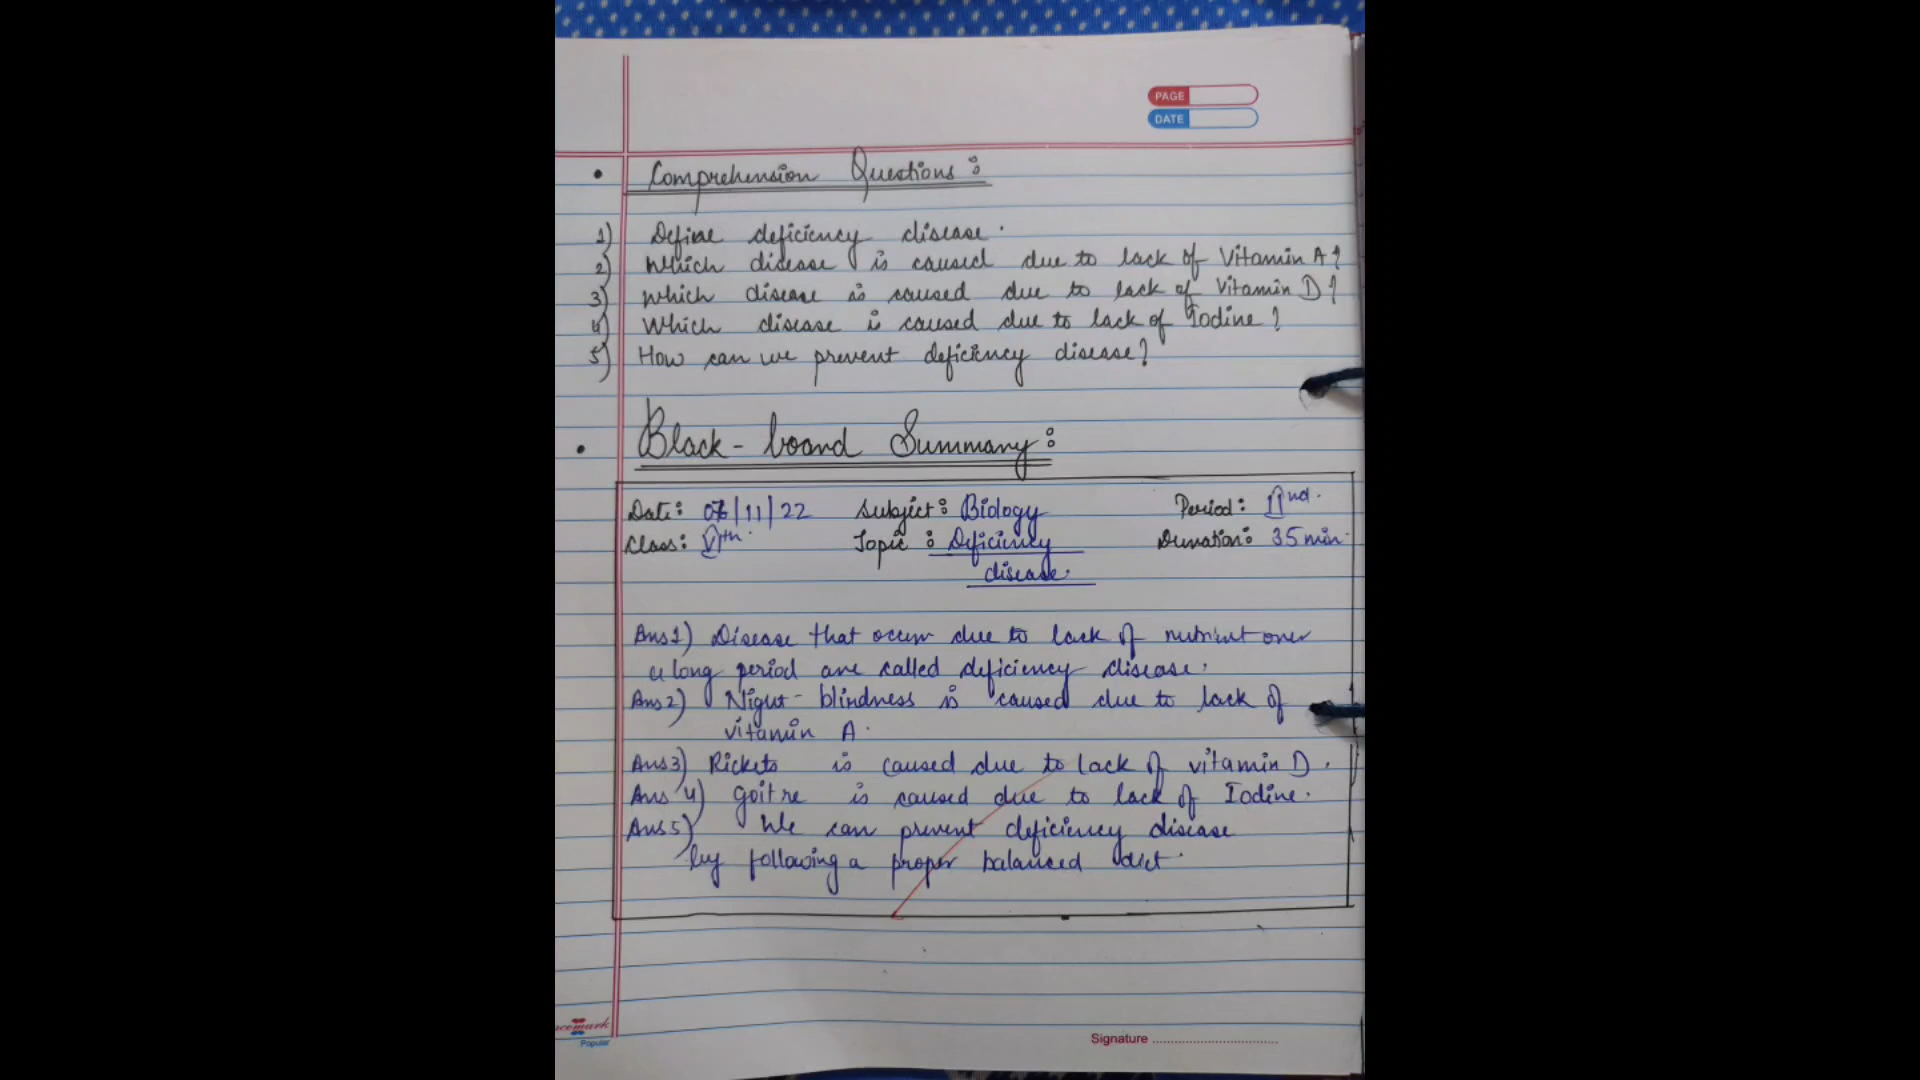 PAGE
DATE
• Comprehension Questions:
1) Define deficiency disease.
2) Which disease is caused due to lack of Vitamin A?
3) Which disease is caused due to lack of Vitamin D?
4) Which disease is caused due to lack of Iodine?
5) How can we prevent deficiency disease?
• Black-board Summary:
Date: 07/11/22 Subject: Biology Period: IInd.
Class: VIth. Topic: Deficiency Duration: 35 min.
disease.
Ans1) Disease that occur due to lack of nutrient over
a long period are called deficiency disease.
Ans2) Night-blindness is caused due to lack of
vitamin A.
Ans3) Rickets is caused due to lack of vitamin D.
Ans 4) Goitre is caused due to lack of Iodine.
Ans5) We can prevent deficiency disease
by following a proper balanced diet.
Popular
Signature